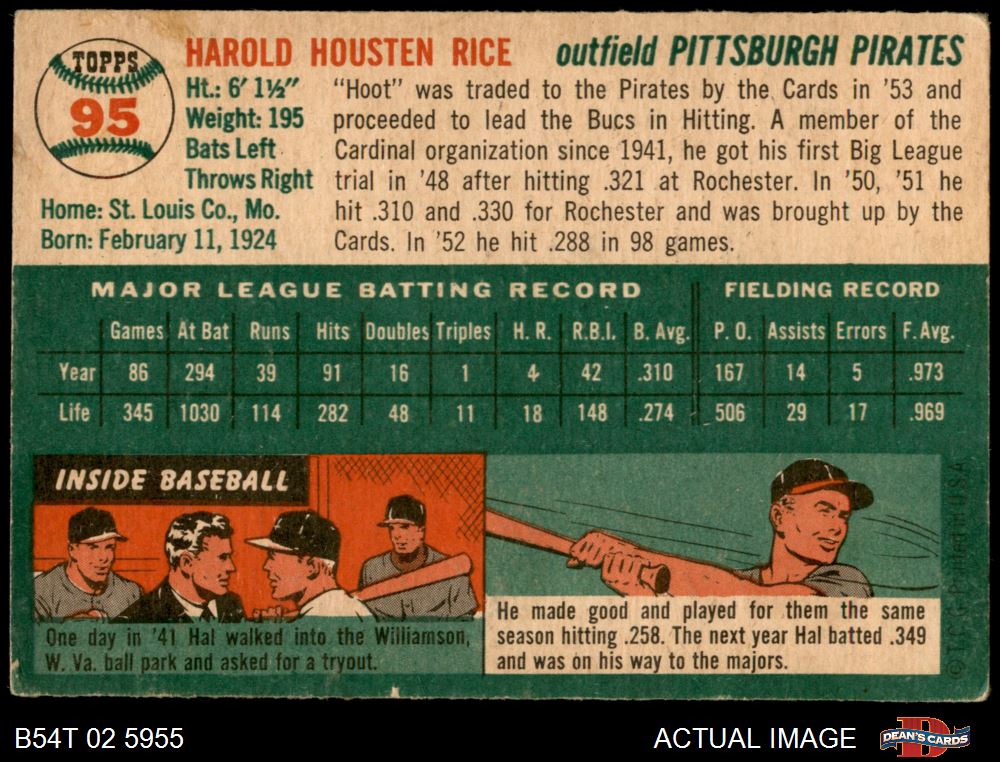 TOPPS
95
HAROLD HOUSTEN RICE outfield PITTSBURGH PIRATES
Ht.: 6' 1½"
Weight: 195
Bats Left
Throws Right
Home: St. Louis Co., Mo.
Born: February 11, 1924
"Hoot" was traded to the Pirates by the Cards in '53 and
proceeded to lead the Bucs in Hitting. A member of the
Cardinal organization since 1941, he got his first Big League
trial in '48 after hitting .321 at Rochester. In '50, '51 he
hit .310 and .330 for Rochester and was brought up by the
Cards. In '52 he hit .288 in 98 games.
MAJOR LEAGUE BATTING RECORD FIELDING RECORD
Games At Bat Runs Hits Doubles Triples H. R. R.B.I. B. Avg. P. O. Assists Errors F. Avg.
Year 86 294 39 91 16 1 4 42 .310 167 14 5 .973
Life 345 1030 114 282 48 11 18 148 .274 506 29 17 .969
INSIDE BASEBALL
One day in '41 Hal walked into the Williamson,
W. Va. ball park and asked for a tryout.
He made good and played for them the same
season hitting .258. The next year Hal batted .349
and was on his way to the majors.
© T.C.G. Printed in USA
B54T 02 5955 ACTUAL IMAGE
D
DEAN'S CARDS